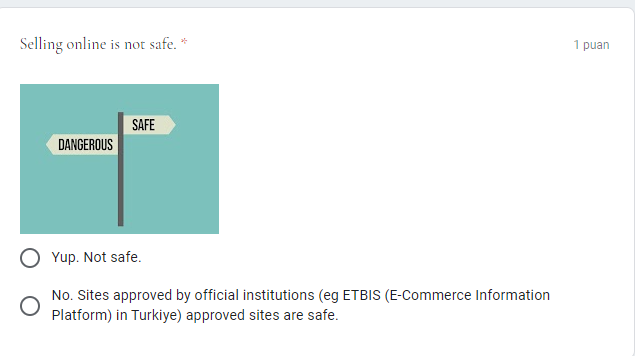 Selling online is not safe. *
1 puan
SAFE
DANGEROUS
Yup. Not safe.
No. Sites approved by official institutions (eg ETBIS (E-Commerce Information
Platform) in Turkiye) approved sites are safe.